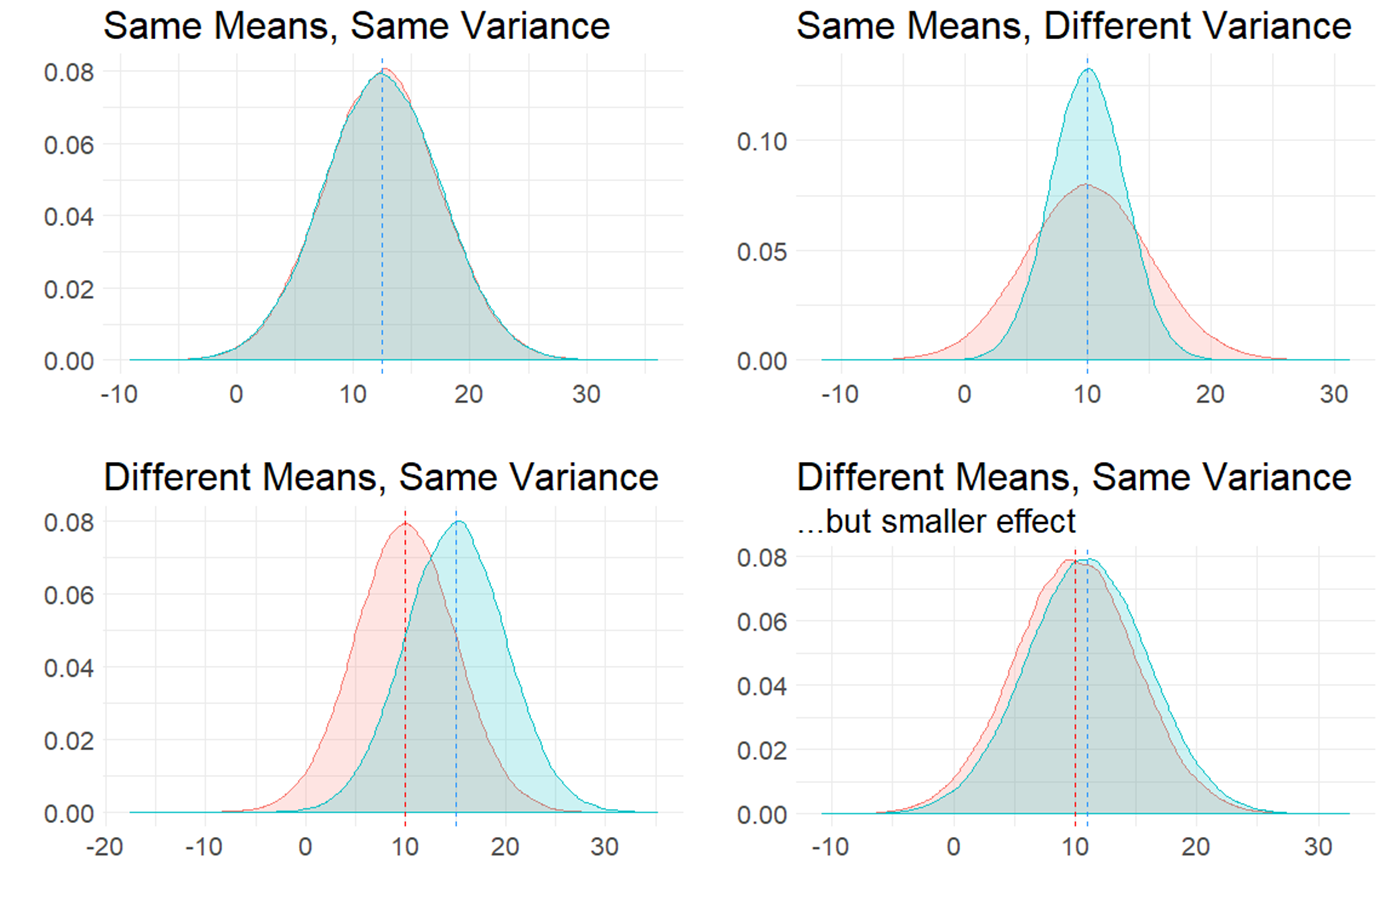 Same Means, Same Variance
0.08
0.06
0.04
0.02
0.00
-10 0 10 20 30
Same Means, Different Variance
0.10
0.05
0.00
-10 0 10 20 30
Different Means, Same Variance
0.08
0.06
0.04
0.02
0.00
-20 -10 0 10 20 30
Different Means, Same Variance
...but smaller effect
0.08
0.06
0.04
0.02
0.00
-10 0 10 20 30